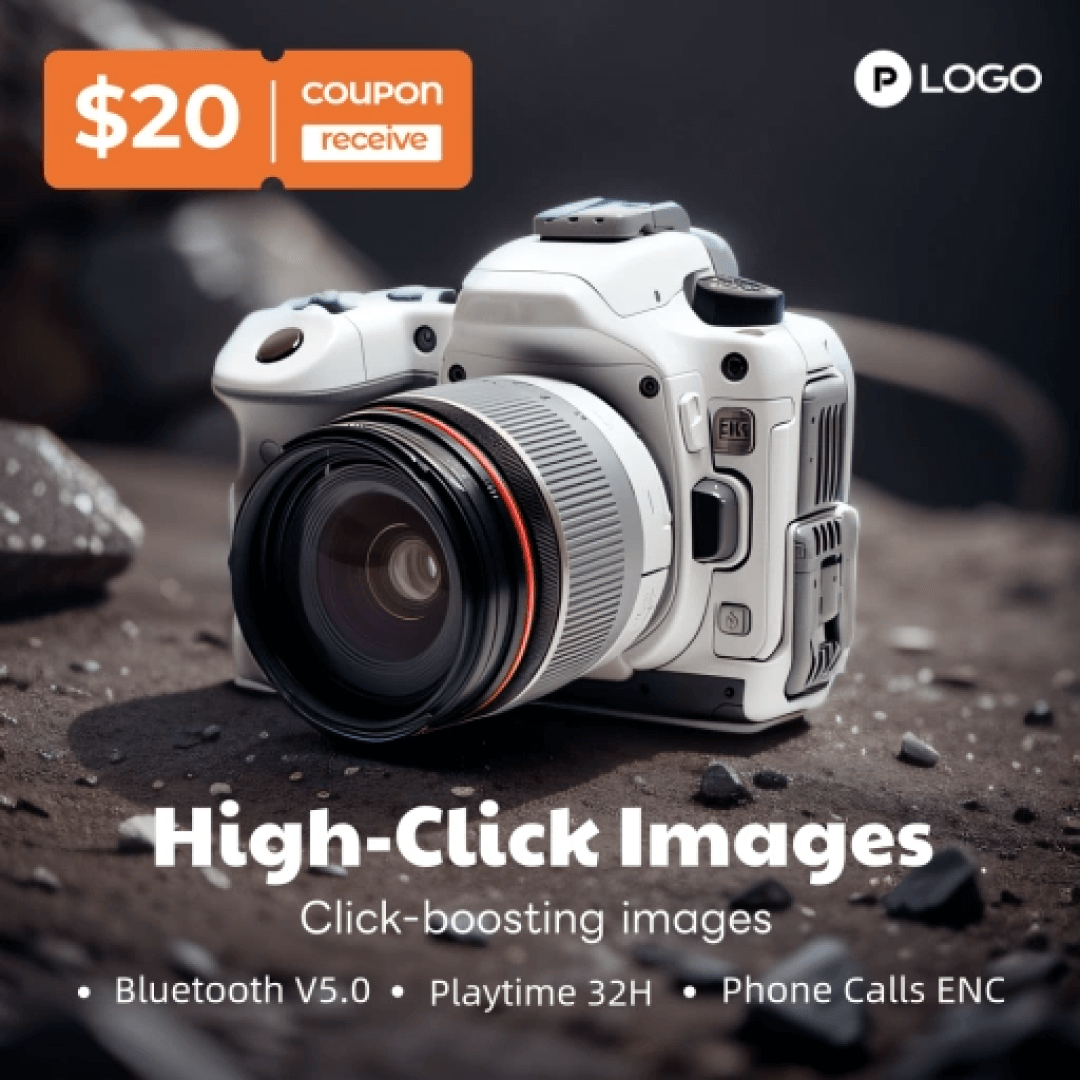 $20
coupon
receive
P LOGO
High-Click Images
Click-boosting images
• Bluetooth V5.0 • Playtime 32H • Phone Calls ENC